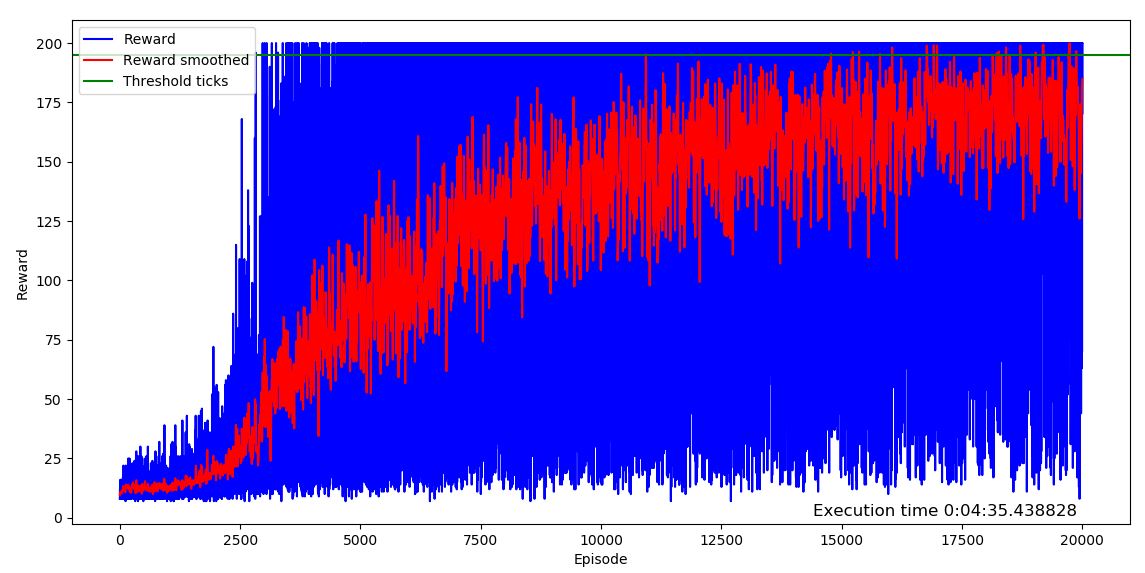 Reward
Reward smoothed
Threshold ticks
200
175
150
125
100
75
50
25
0
Reward
Execution time 0:04:35.438828
0 2500 5000 7500 10000 12500 15000 17500 20000
Episode